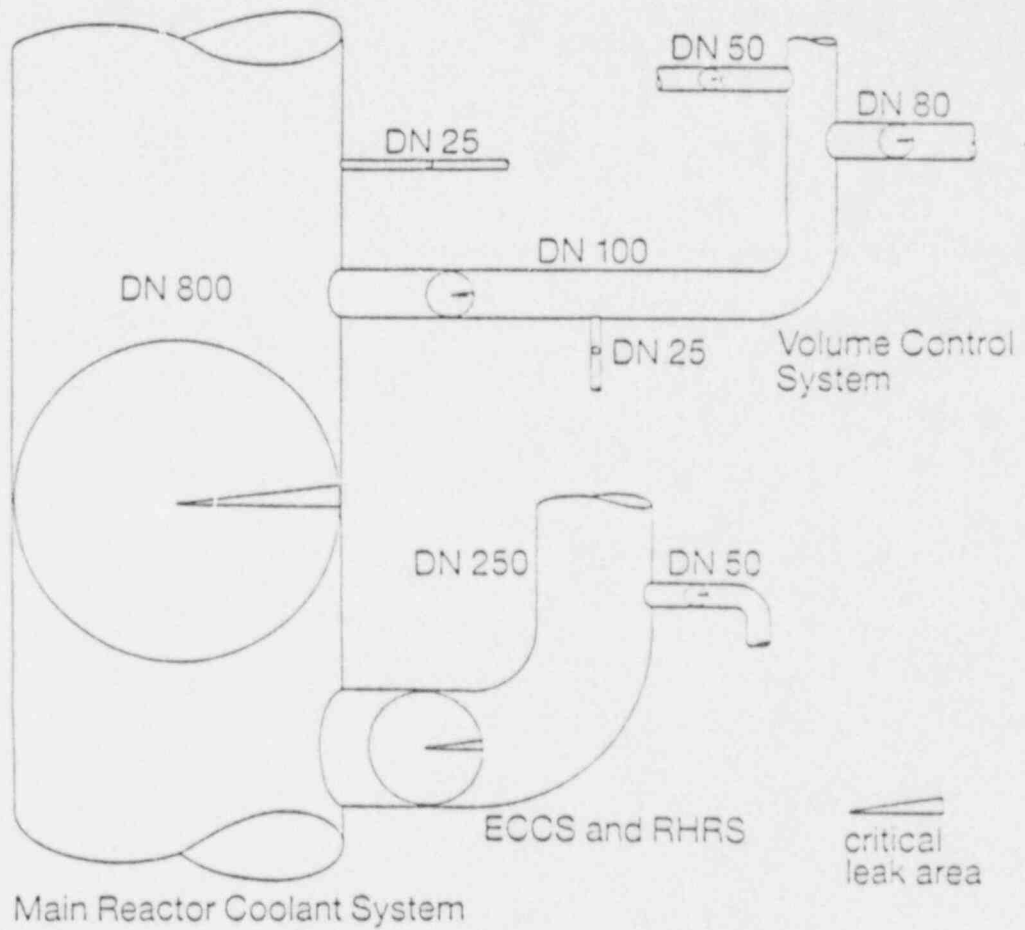 DN 50
DN 80
DN 25
DN 100
DN 800
DN 25
Volume Control
System
DN 250
DN 50
ECCS and RHRS
critical
leak area
Main Reactor Coolant System